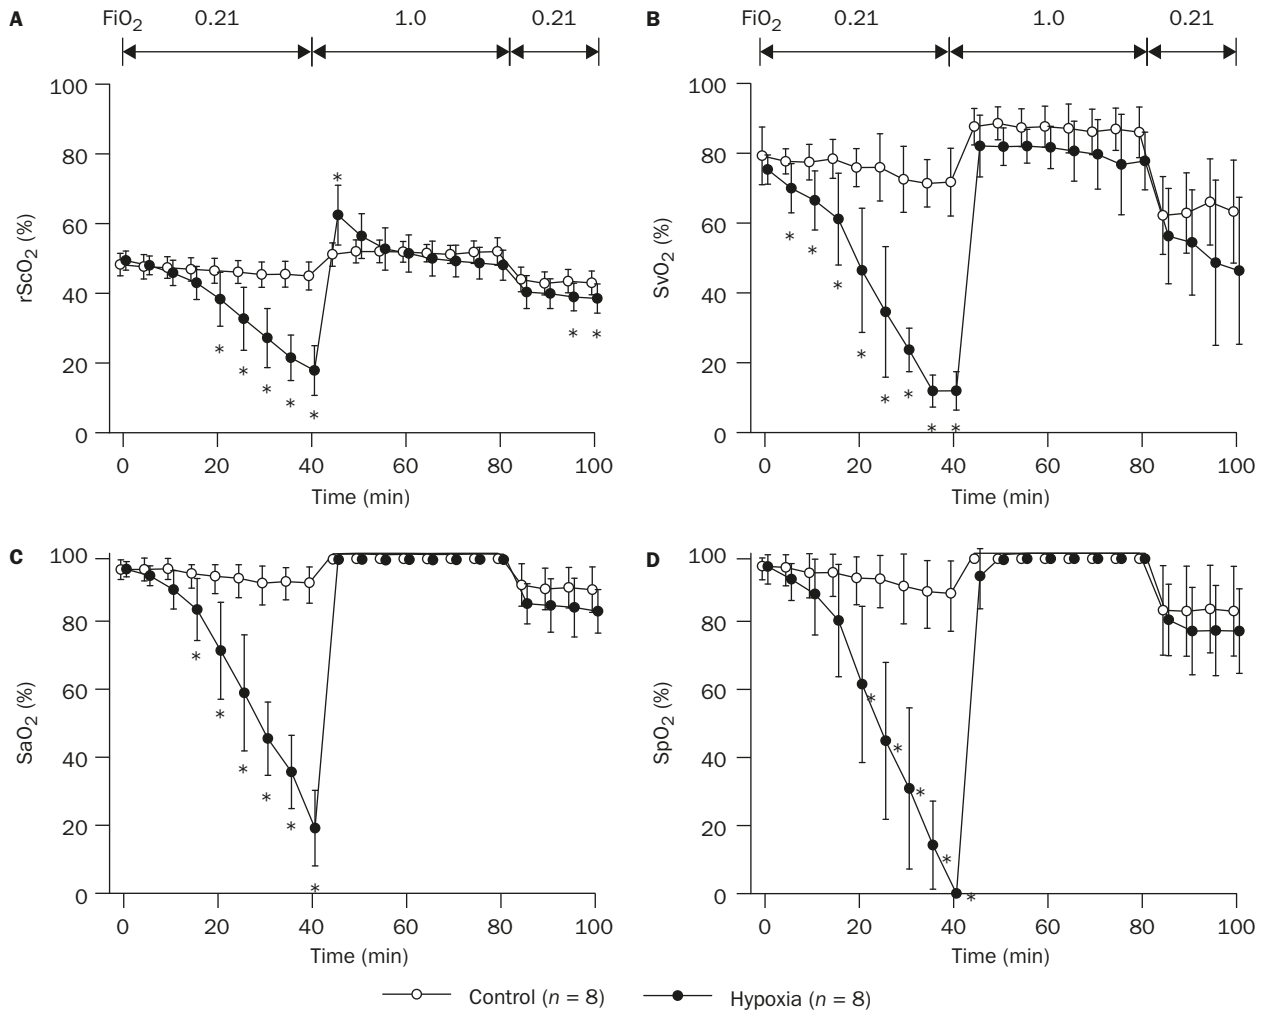 A FiO2 0.21 1.0 0.21
B FiO2 0.21 1.0 0.21
rScO2 (%)
100
80
60
40
20
0
* * * * * * * *
0 20 40 60 80 100
Time (min)
SvO2 (%)
100
80
60
40
20
0
* * * * * * * *
0 20 40 60 80 100
Time (min)
C
SaO2 (%)
100
80
60
40
20
0
* * * * * *
0 20 40 60 80 100
Time (min)
D
SpO2 (%)
100
80
60
40
20
0
* * * * *
0 20 40 60 80 100
Time (min)
Control (n = 8) Hypoxia (n = 8)